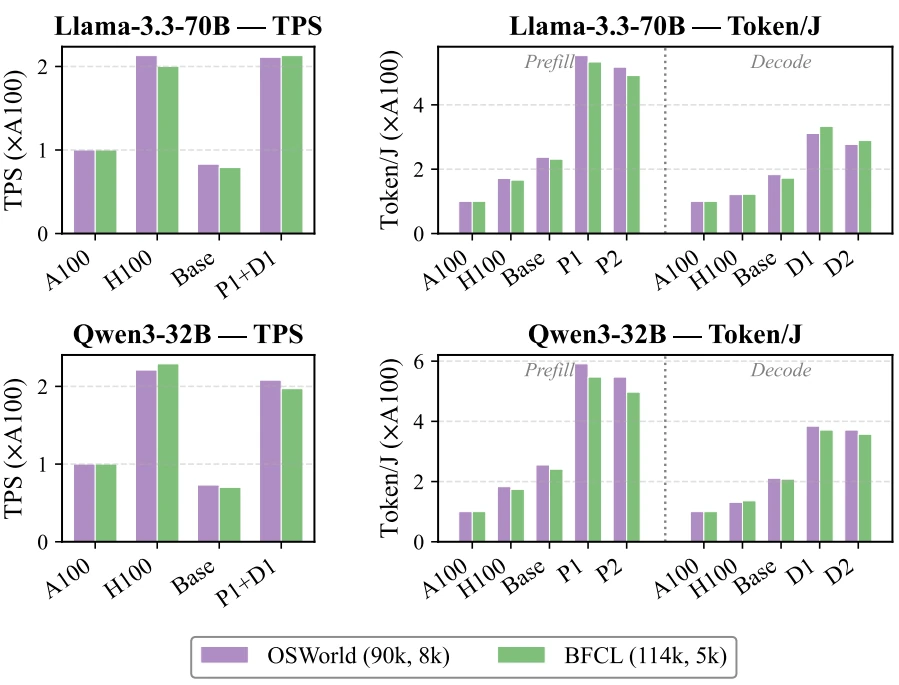 Llama-3.3-70B — TPS
TPS (×A100)
2
1
0
A100
H100
Base
P1+D1
Llama-3.3-70B — Token/J
Token/J (×A100)
4
2
0
Prefill
Decode
A100
H100
Base
P1
P2
A100
H100
Base
D1
D2
Qwen3-32B — TPS
TPS (×A100)
2
1
0
A100
H100
Base
P1+D1
Qwen3-32B — Token/J
Token/J (×A100)
6
4
2
0
Prefill
Decode
A100
H100
Base
P1
P2
A100
H100
Base
D1
D2
OSWorld (90k, 8k)
BFCL (114k, 5k)